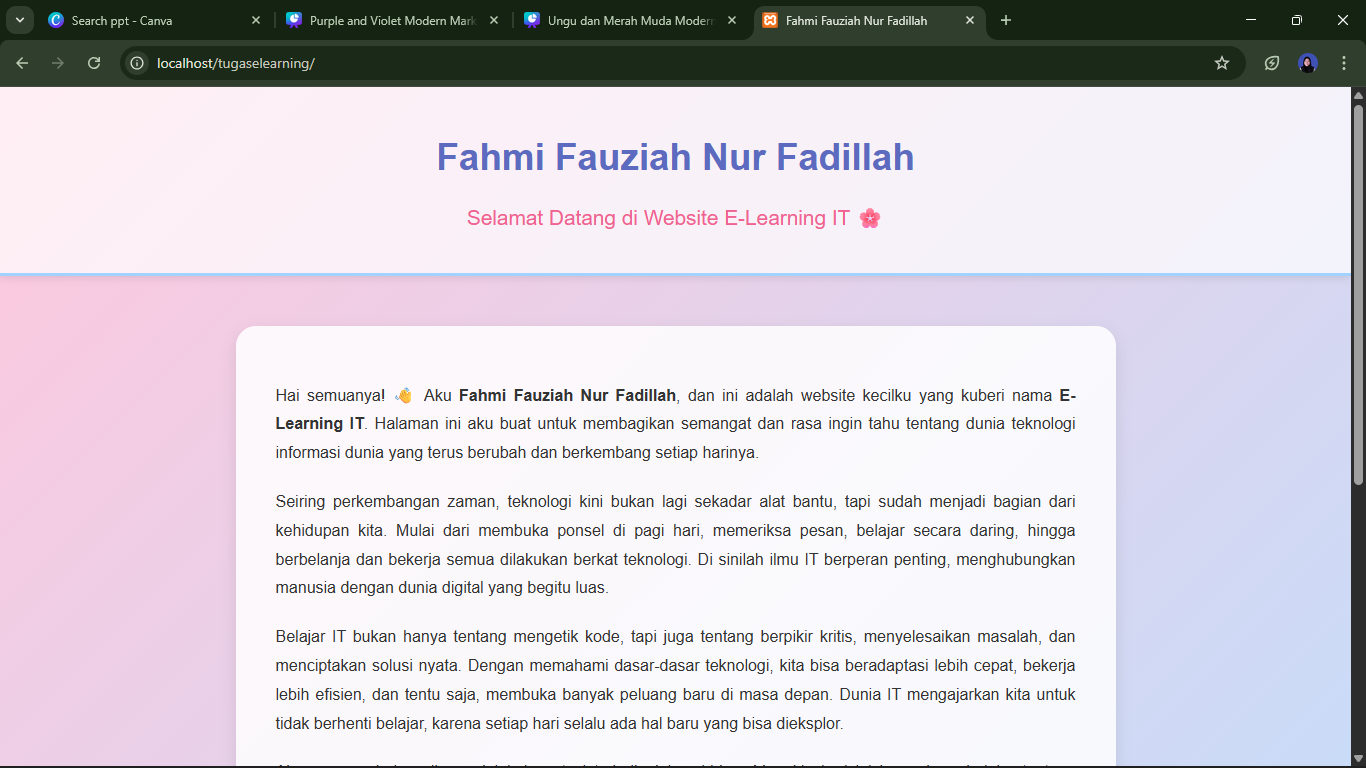 Search ppt - Canva
Purple and Violet Modern Mark
Ungu dan Merah Muda Modern
Fahmi Fauziah Nur Fadillah
localhost/tugaselearning/
Fahmi Fauziah Nur Fadillah
Selamat Datang di Website E-Learning IT 🌸
Hai semuanya! 👋 Aku Fahmi Fauziah Nur Fadillah, dan ini adalah website kecilku yang kuberi nama E-
Learning IT. Halaman ini aku buat untuk membagikan semangat dan rasa ingin tahu tentang dunia teknologi
informasi dunia yang terus berubah dan berkembang setiap harinya.
Seiring perkembangan zaman, teknologi kini bukan lagi sekadar alat bantu, tapi sudah menjadi bagian dari
kehidupan kita. Mulai dari membuka ponsel di pagi hari, memeriksa pesan, belajar secara daring, hingga
berbelanja dan bekerja semua dilakukan berkat teknologi. Di sinilah ilmu IT berperan penting, menghubungkan
manusia dengan dunia digital yang begitu luas.
Belajar IT bukan hanya tentang mengetik kode, tapi juga tentang berpikir kritis, menyelesaikan masalah, dan
menciptakan solusi nyata. Dengan memahami dasar-dasar teknologi, kita bisa beradaptasi lebih cepat, bekerja
lebih efisien, dan tentu saja, membuka banyak peluang baru di masa depan. Dunia IT mengajarkan kita untuk
tidak berhenti belajar, karena setiap hari selalu ada hal baru yang bisa dieksplor.